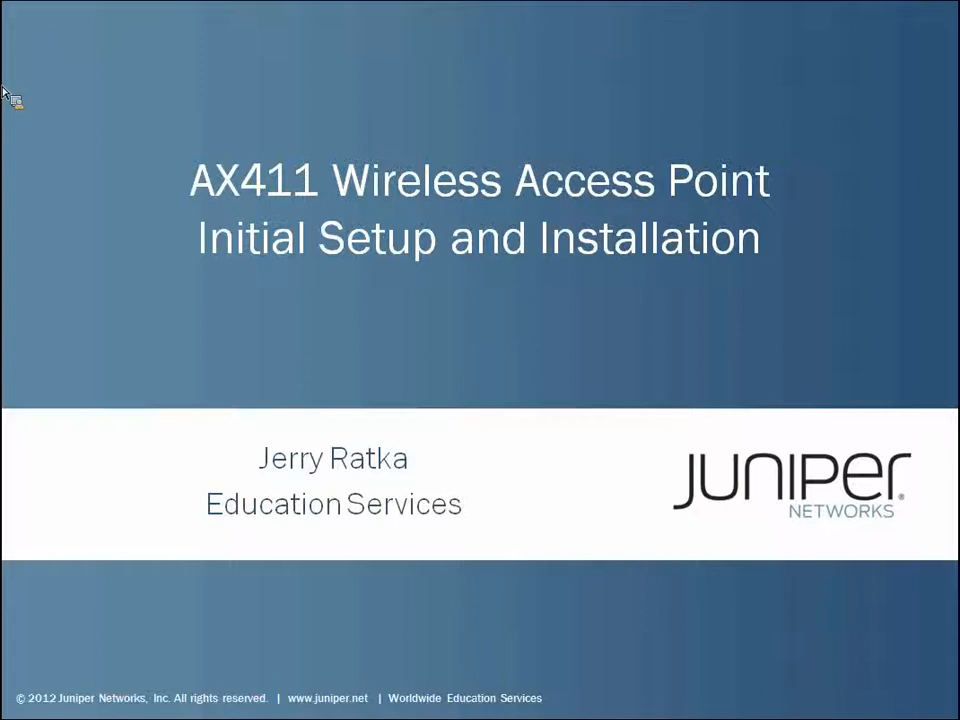 AX411 Wireless Access Point
Initial Setup and Installation
Jerry Ratka
Education Services
JUNIPEr®
NETWORKS
© 2012 Juniper Networks, Inc. All rights reserved. | www.juniper.net | Worldwide Education Services